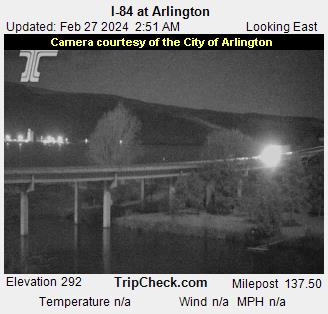 I-84 at Arlington
Updated: Feb 27 2024 2:51 AM Looking East
Camera courtesy of the City of Arlington
Elevation 292 TripCheck.com Milepost 137.50
Temperature n/a Wind n/a MPH n/a